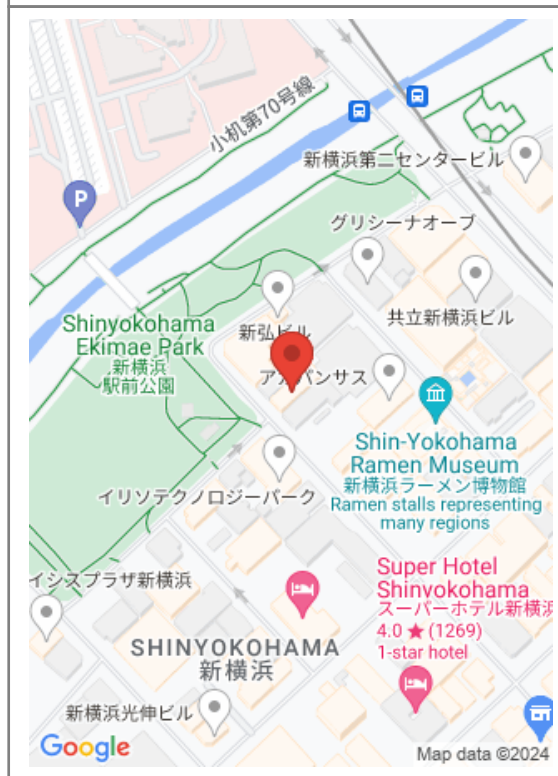 小机第70号線
新横浜第二センタービル
P
グリシーナオーブ
共立新横浜ビル
Shinyokohama
Ekimae Park
新横浜
駅前公園
新弘ビル
Shin-Yokohama
Ramen Museum
新横浜ラーメン博物館
Ramen stalls representing
many regions
イリソテクノロジーパーク
Super Hotel
Shinyokohama
スーパーホテル新横浜
4.0 ★ (1269)
1-star hotel
イシスプラザ新横浜
SHINYOKOHAMA
新横浜
新横浜光伸ビル
Google
Map data ©2024